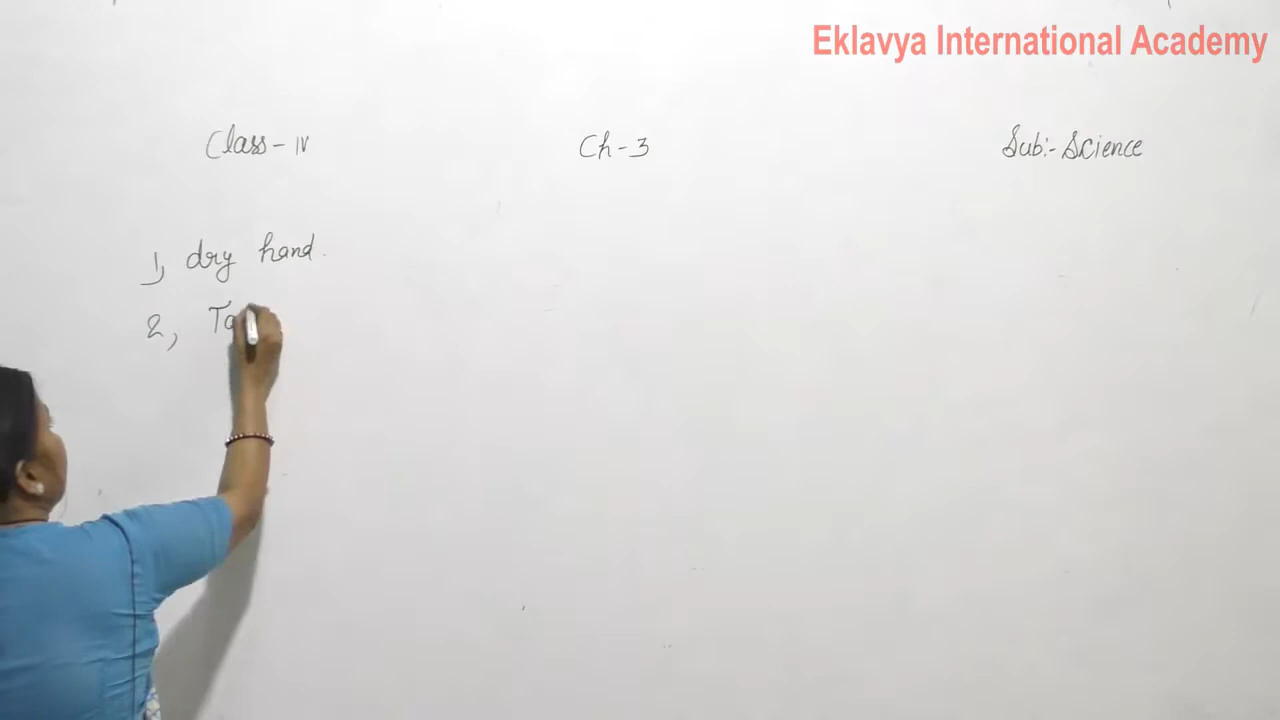 Eklavya International Academy
Class - IV Ch - 3 Sub:- Science
1, dry hand.
2, Ta